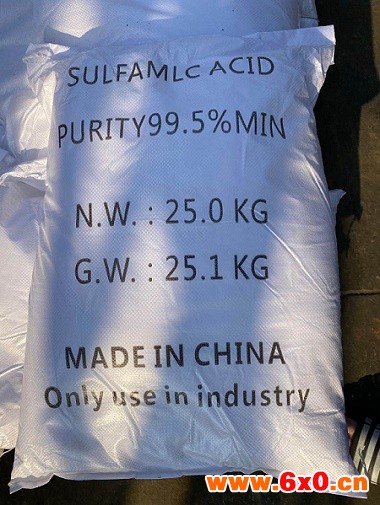 SULFAMLC ACID
PURITY99.5%MIN
N.W. : 25.0 KG
G.W. : 25.1 KG
MADE IN CHINA
Only use in industry
www.6x0.cn